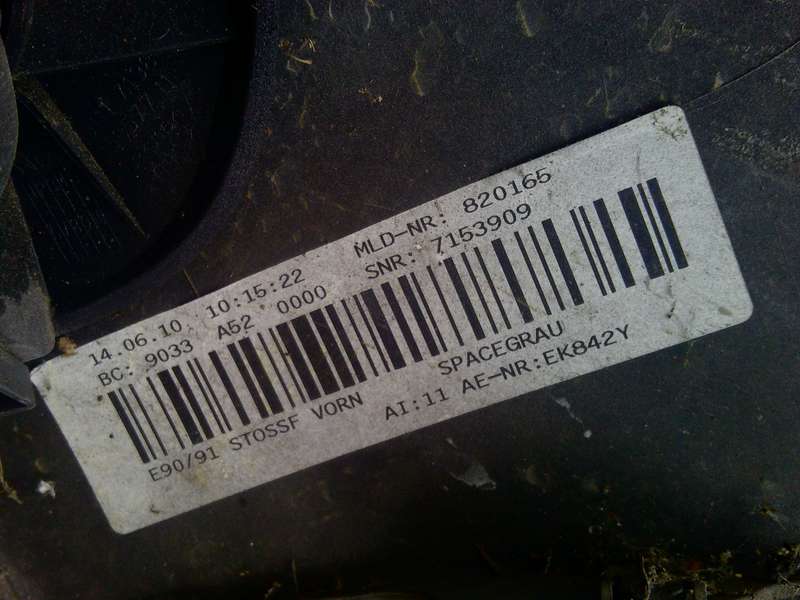 14.06.10 10:15:22 MLD-NR: 820165
BC: 9033 A52 0000 SNR: 7153909
E90/91 STOSSF VORN SPACEGRAU
AI:11 AE-NR:EK842Y